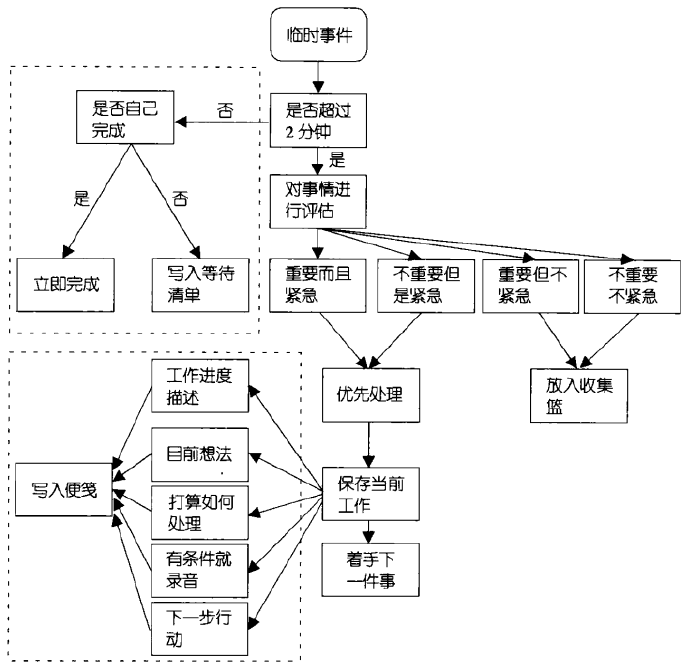 临时事件
是否超过
2分钟
否
是否自己
完成
是
对事情进
行评估
是
否
立即完成
写入等待
清单
重要而且
紧急
不重要但
是紧急
重要但不
紧急
不重要
不紧急
优先处理
放入收集
篮
工作进度
描述
目前想法
写入便笺
打算如何
处理
有条件就
录音
下一步行
动
保存当前
工作
着手下
一件事